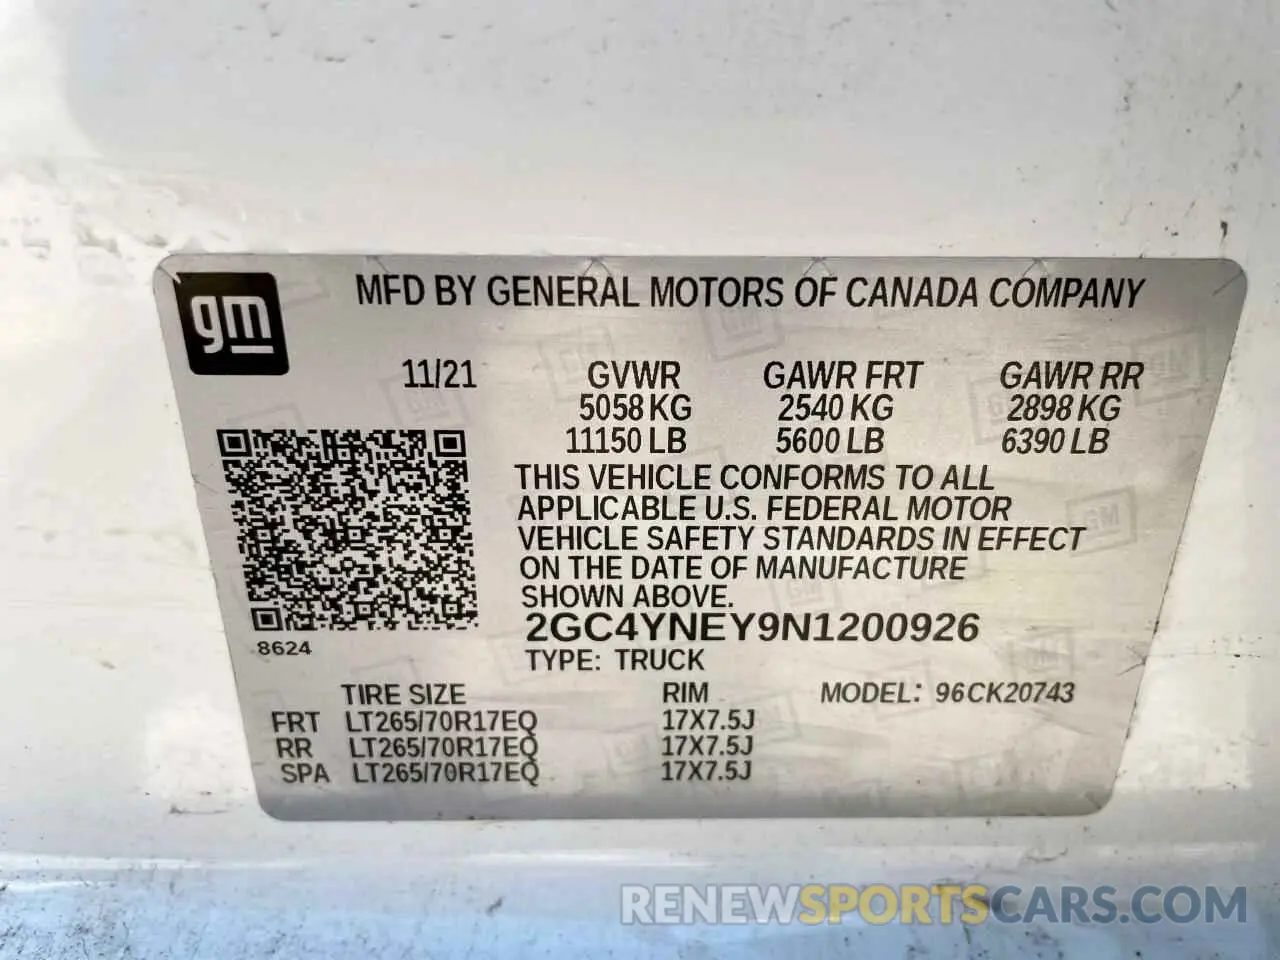 gm
MFD BY GENERAL MOTORS OF CANADA COMPANY
11/21 GVWR GAWR FRT GAWR RR
5058 KG 2540 KG 2898 KG
11150 LB 5600 LB 6390 LB
THIS VEHICLE CONFORMS TO ALL
APPLICABLE U.S. FEDERAL MOTOR
VEHICLE SAFETY STANDARDS IN EFFECT
ON THE DATE OF MANUFACTURE
SHOWN ABOVE.
2GC4YNEY9N1200926
8624
TYPE: TRUCK
TIRE SIZE RIM MODEL: 96CK20743
FRT LT265/70R17EQ 17X7.5J
RR LT265/70R17EQ 17X7.5J
SPA LT265/70R17EQ 17X7.5J
RENEWSPORTSCARS.COM